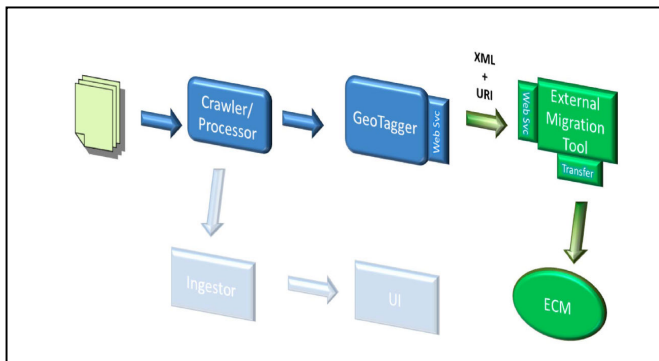 XML
+
URI
Crawler/
Processor
GeoTagger
Web Svc
Web Svc
External
Migration
Tool
Transfer
Ingestor
UI
ECM